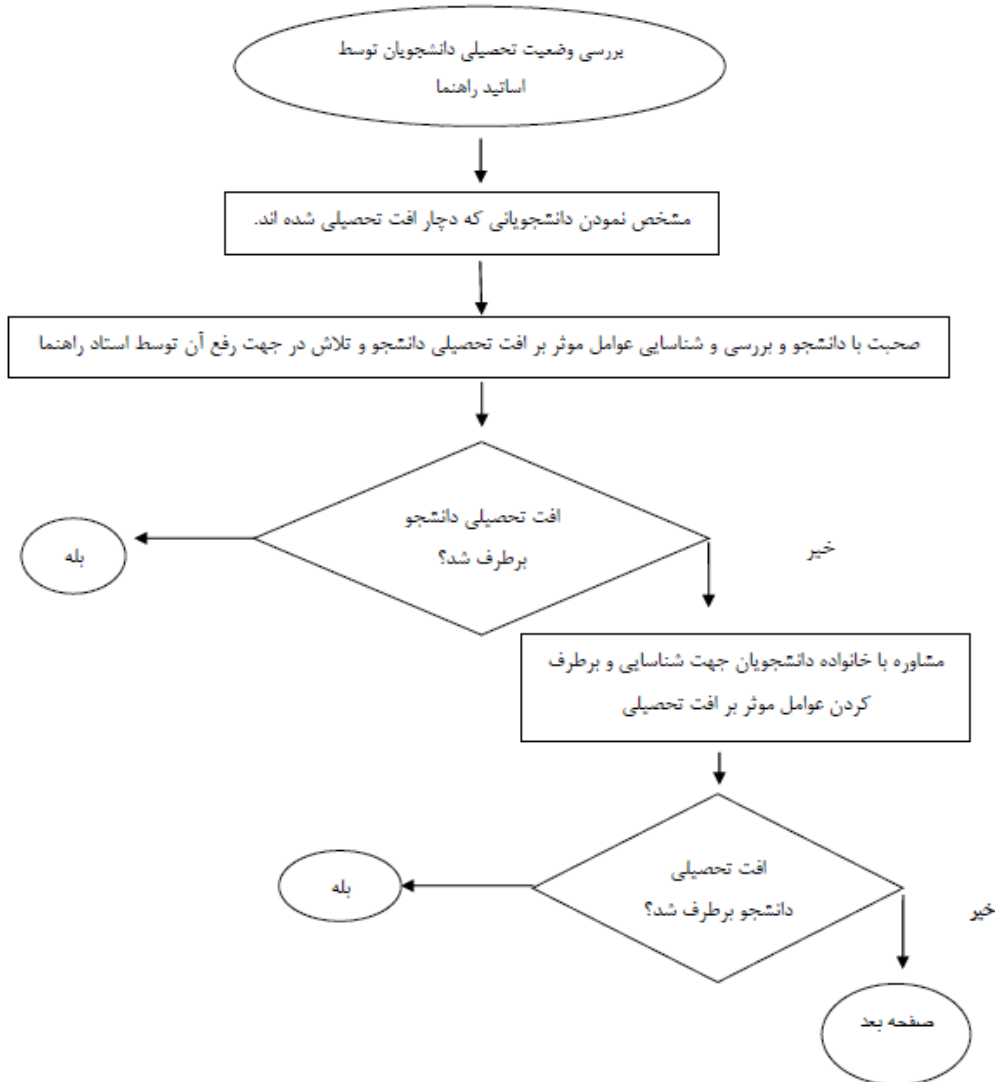 بررسی وضعیت تحصیلی دانشجویان توسط
اساتید راهنما
مشخص نمودن دانشجویانی که دچار افت تحصیلی شده اند.
صحبت با دانشجو و بررسی و شناسایی عوامل موثر بر افت تحصیلی دانشجو و تلاش در جهت رفع آن توسط استاد راهنما
افت تحصیلی دانشجو
برطرف شد؟
خیر
بله
مشاوره با خانواده دانشجویان جهت شناسایی و برطرف
کردن عوامل موثر بر افت تحصیلی
افت تحصیلی
دانشجو برطرف شد؟
خیر
بله
صفحه بعد